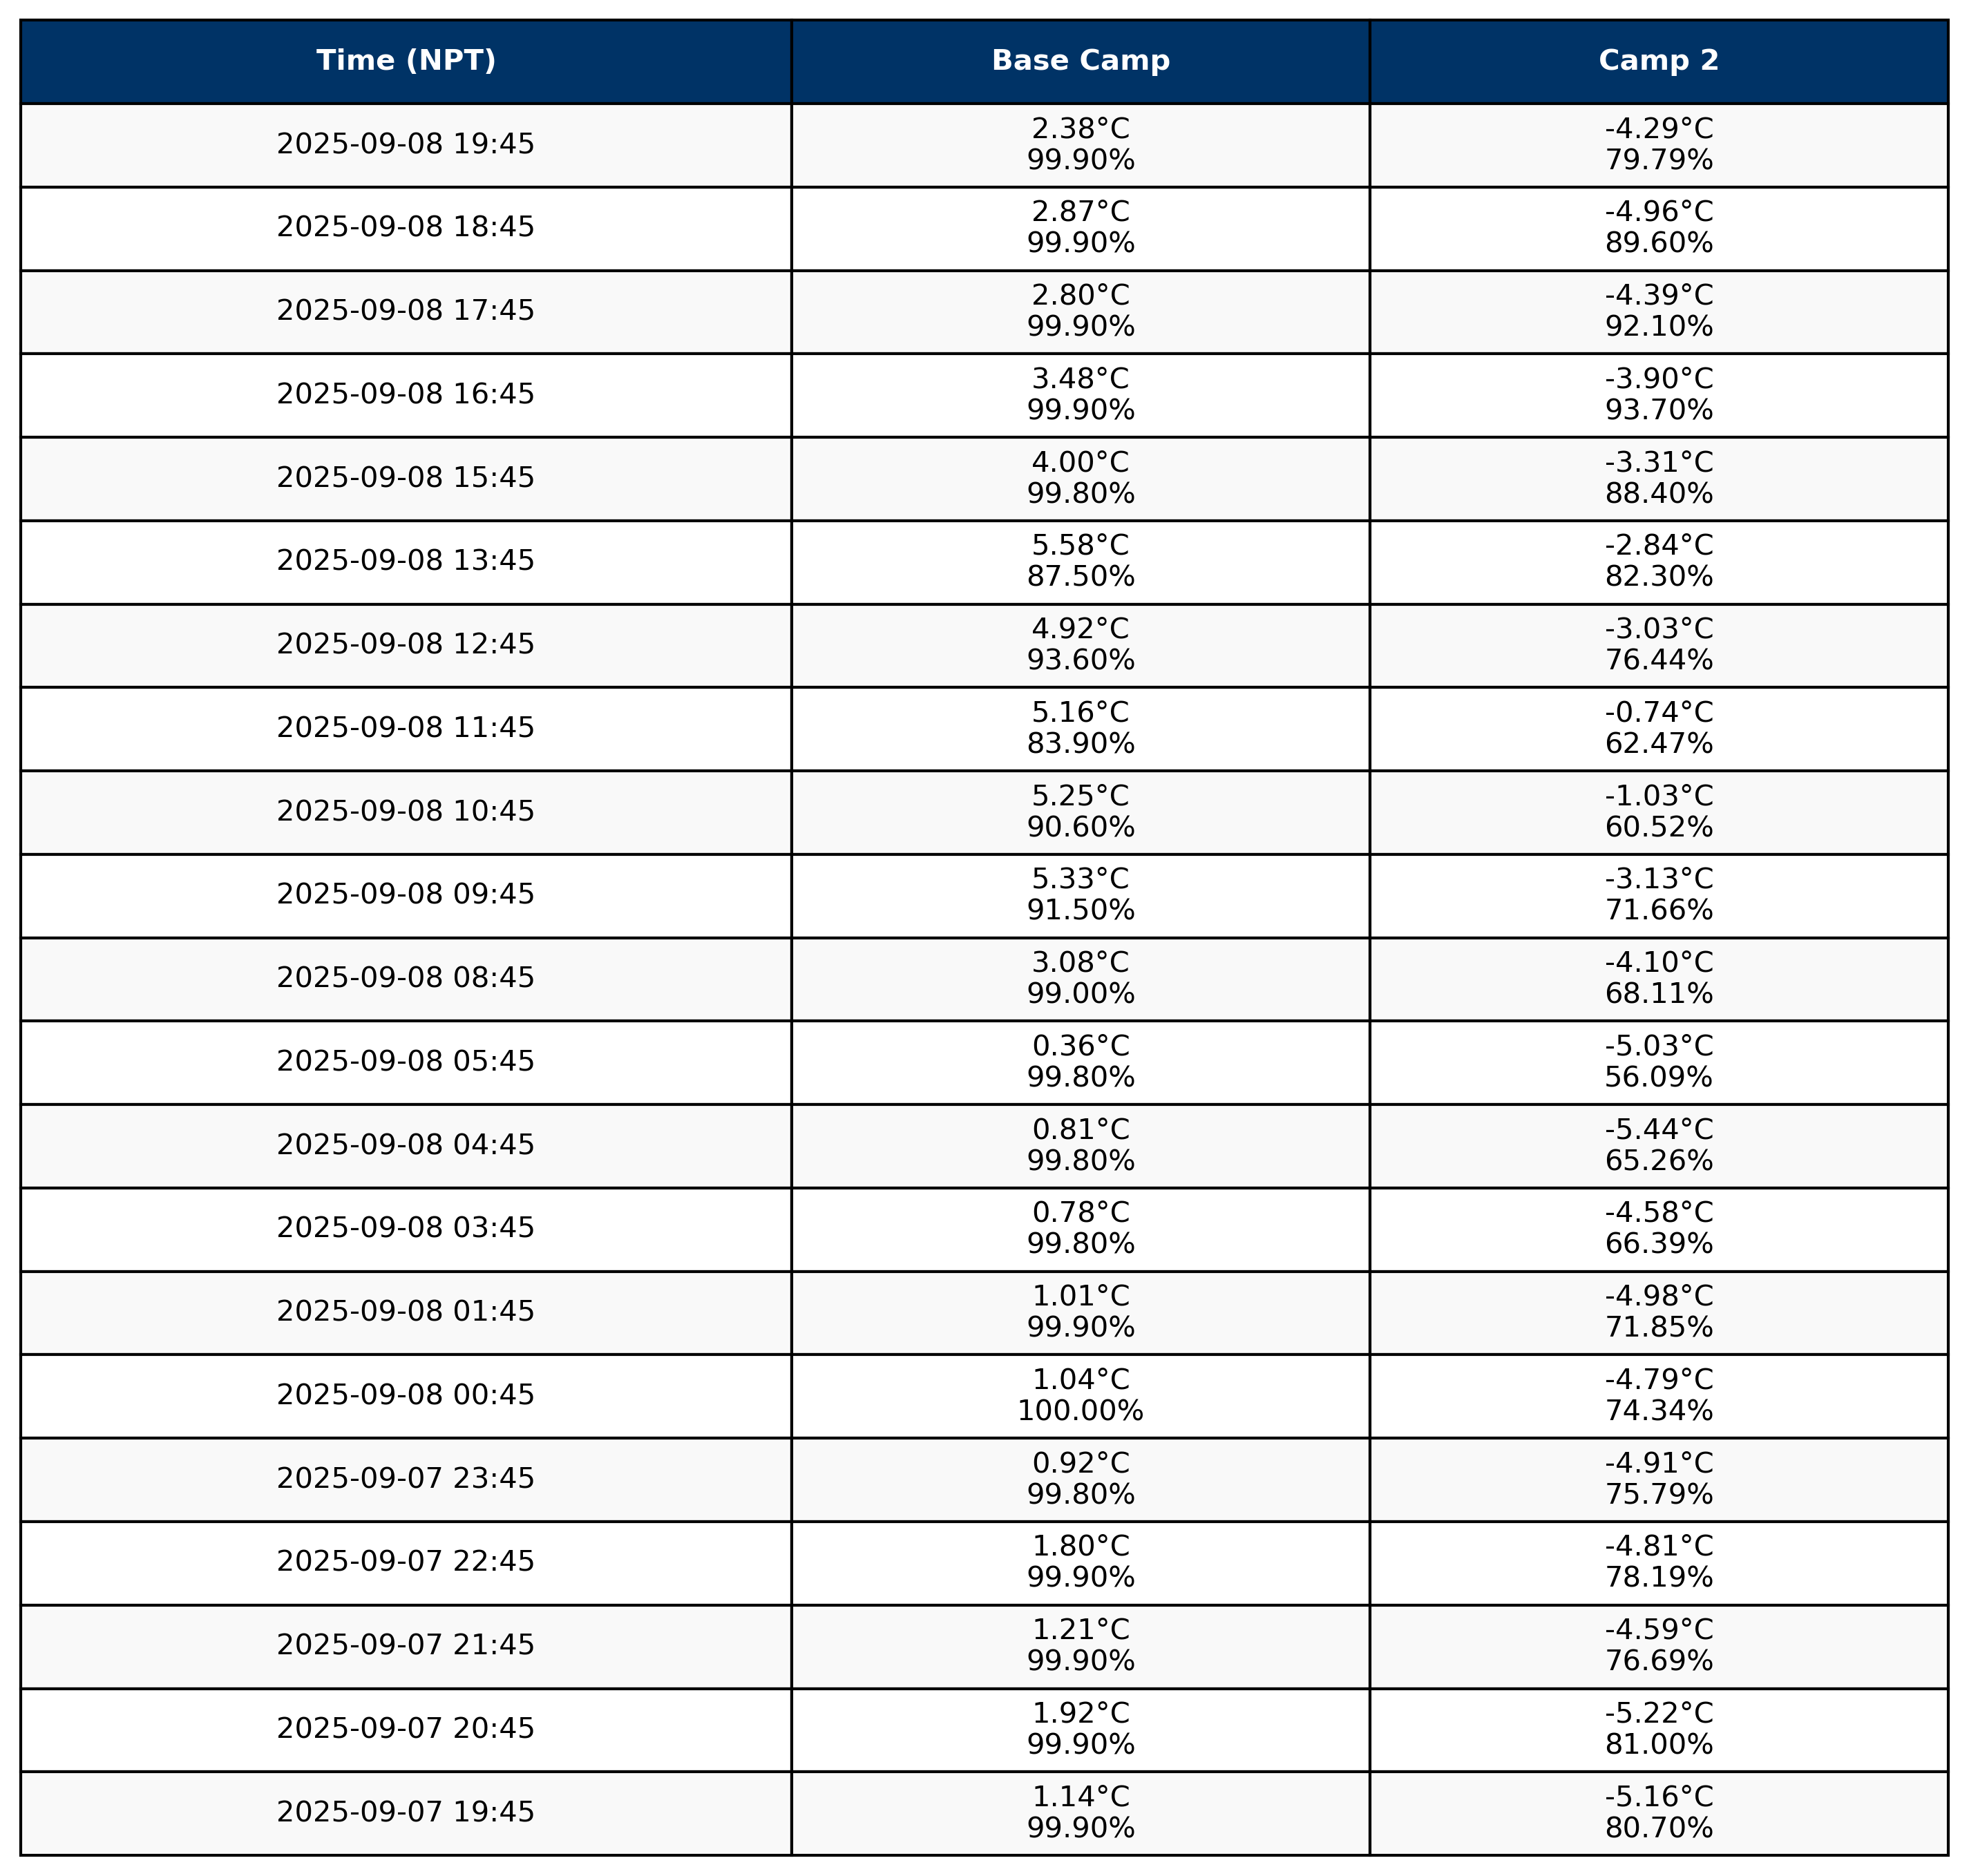 Time (NPT) Base Camp Camp 2
2025-09-08 19:45 2.38°C -4.29°C
99.90% 79.79%
2025-09-08 18:45 2.87°C -4.96°C
99.90% 89.60%
2025-09-08 17:45 2.80°C -4.39°C
99.90% 92.10%
2025-09-08 16:45 3.48°C -3.90°C
99.90% 93.70%
2025-09-08 15:45 4.00°C -3.31°C
99.80% 88.40%
2025-09-08 13:45 5.58°C -2.84°C
87.50% 82.30%
2025-09-08 12:45 4.92°C -3.03°C
93.60% 76.44%
2025-09-08 11:45 5.16°C -0.74°C
83.90% 62.47%
2025-09-08 10:45 5.25°C -1.03°C
90.60% 60.52%
2025-09-08 09:45 5.33°C -3.13°C
91.50% 71.66%
2025-09-08 08:45 3.08°C -4.10°C
99.00% 68.11%
2025-09-08 05:45 0.36°C -5.03°C
99.80% 56.09%
2025-09-08 04:45 0.81°C -5.44°C
99.80% 65.26%
2025-09-08 03:45 0.78°C -4.58°C
99.80% 66.39%
2025-09-08 01:45 1.01°C -4.98°C
99.90% 71.85%
2025-09-08 00:45 1.04°C -4.79°C
100.00% 74.34%
2025-09-07 23:45 0.92°C -4.91°C
99.80% 75.79%
2025-09-07 22:45 1.80°C -4.81°C
99.90% 78.19%
2025-09-07 21:45 1.21°C -4.59°C
99.90% 76.69%
2025-09-07 20:45 1.92°C -5.22°C
99.90% 81.00%
2025-09-07 19:45 1.14°C -5.16°C
99.90% 80.70%